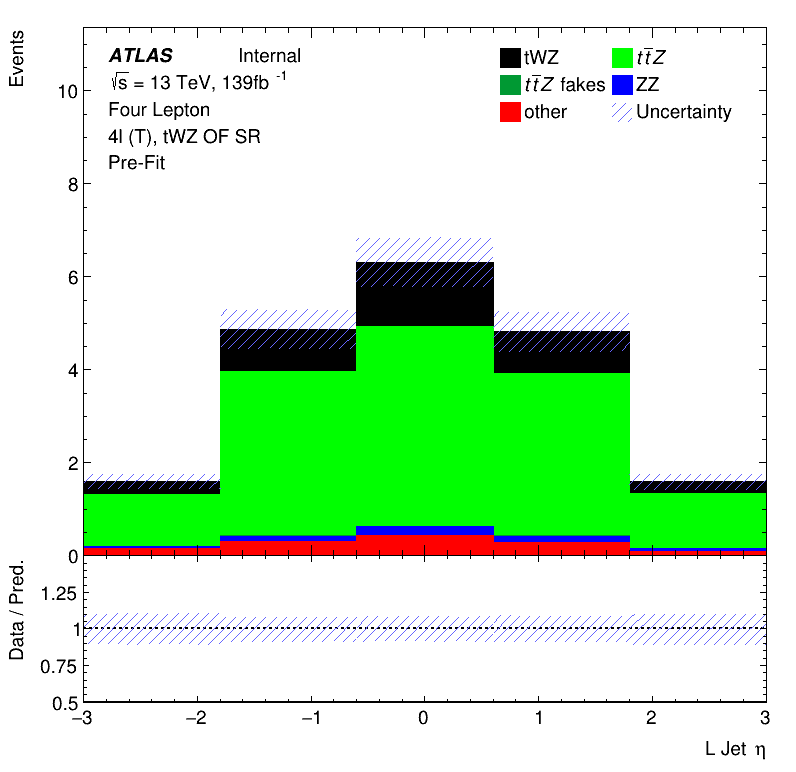 Events
ATLAS Internal
√s = 13 TeV, 139fb -1
Four Lepton
4l (T), tWZ OF SR
Pre-Fit
tWZ tt̄Z
tt̄Z fakes ZZ
other Uncertainty
10
8
6
4
2
0
Data / Pred.
1.25
1
0.75
0.5
−3 −2 −1 0 1 2 3
L Jet η